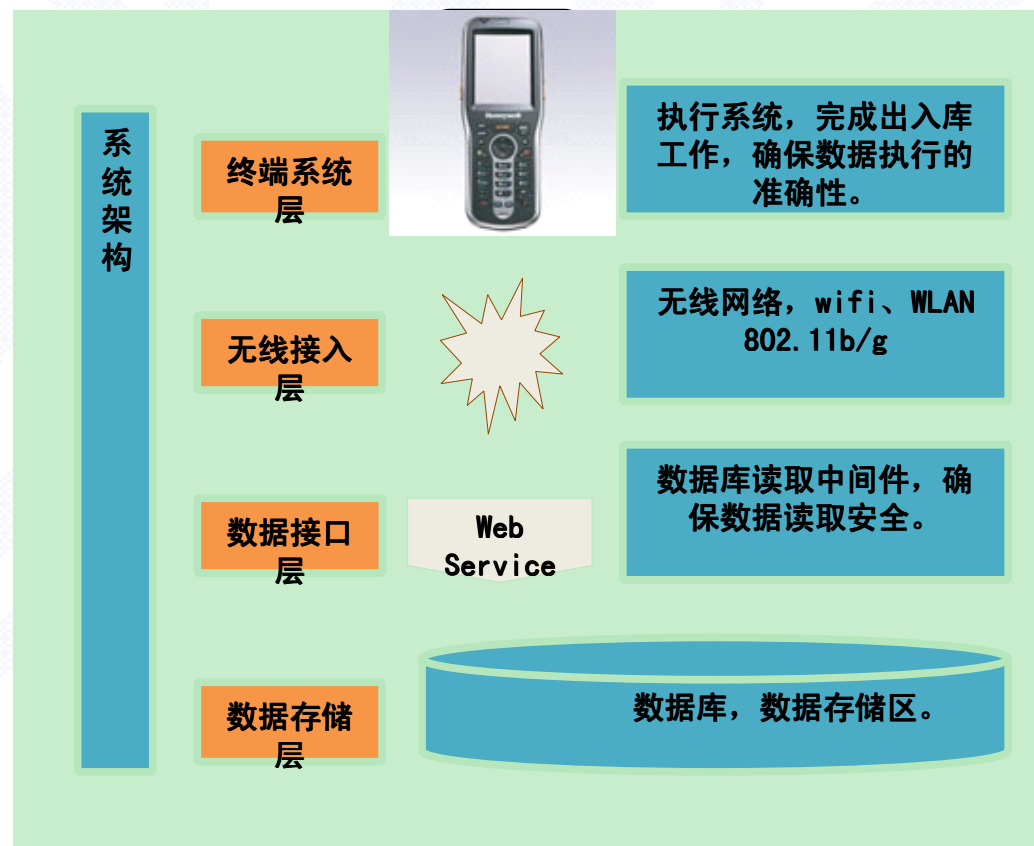 系
统
架
构
终端系统
层
Honeywell
执行系统，完成出入库
工作，确保数据执行的
准确性。
无线接入
层
无线网络，wifi、WLAN
802.11b/g
数据接口
层
Web
Service
数据库读取中间件，确
保数据读取安全。
数据存储
层
数据库，数据存储区。